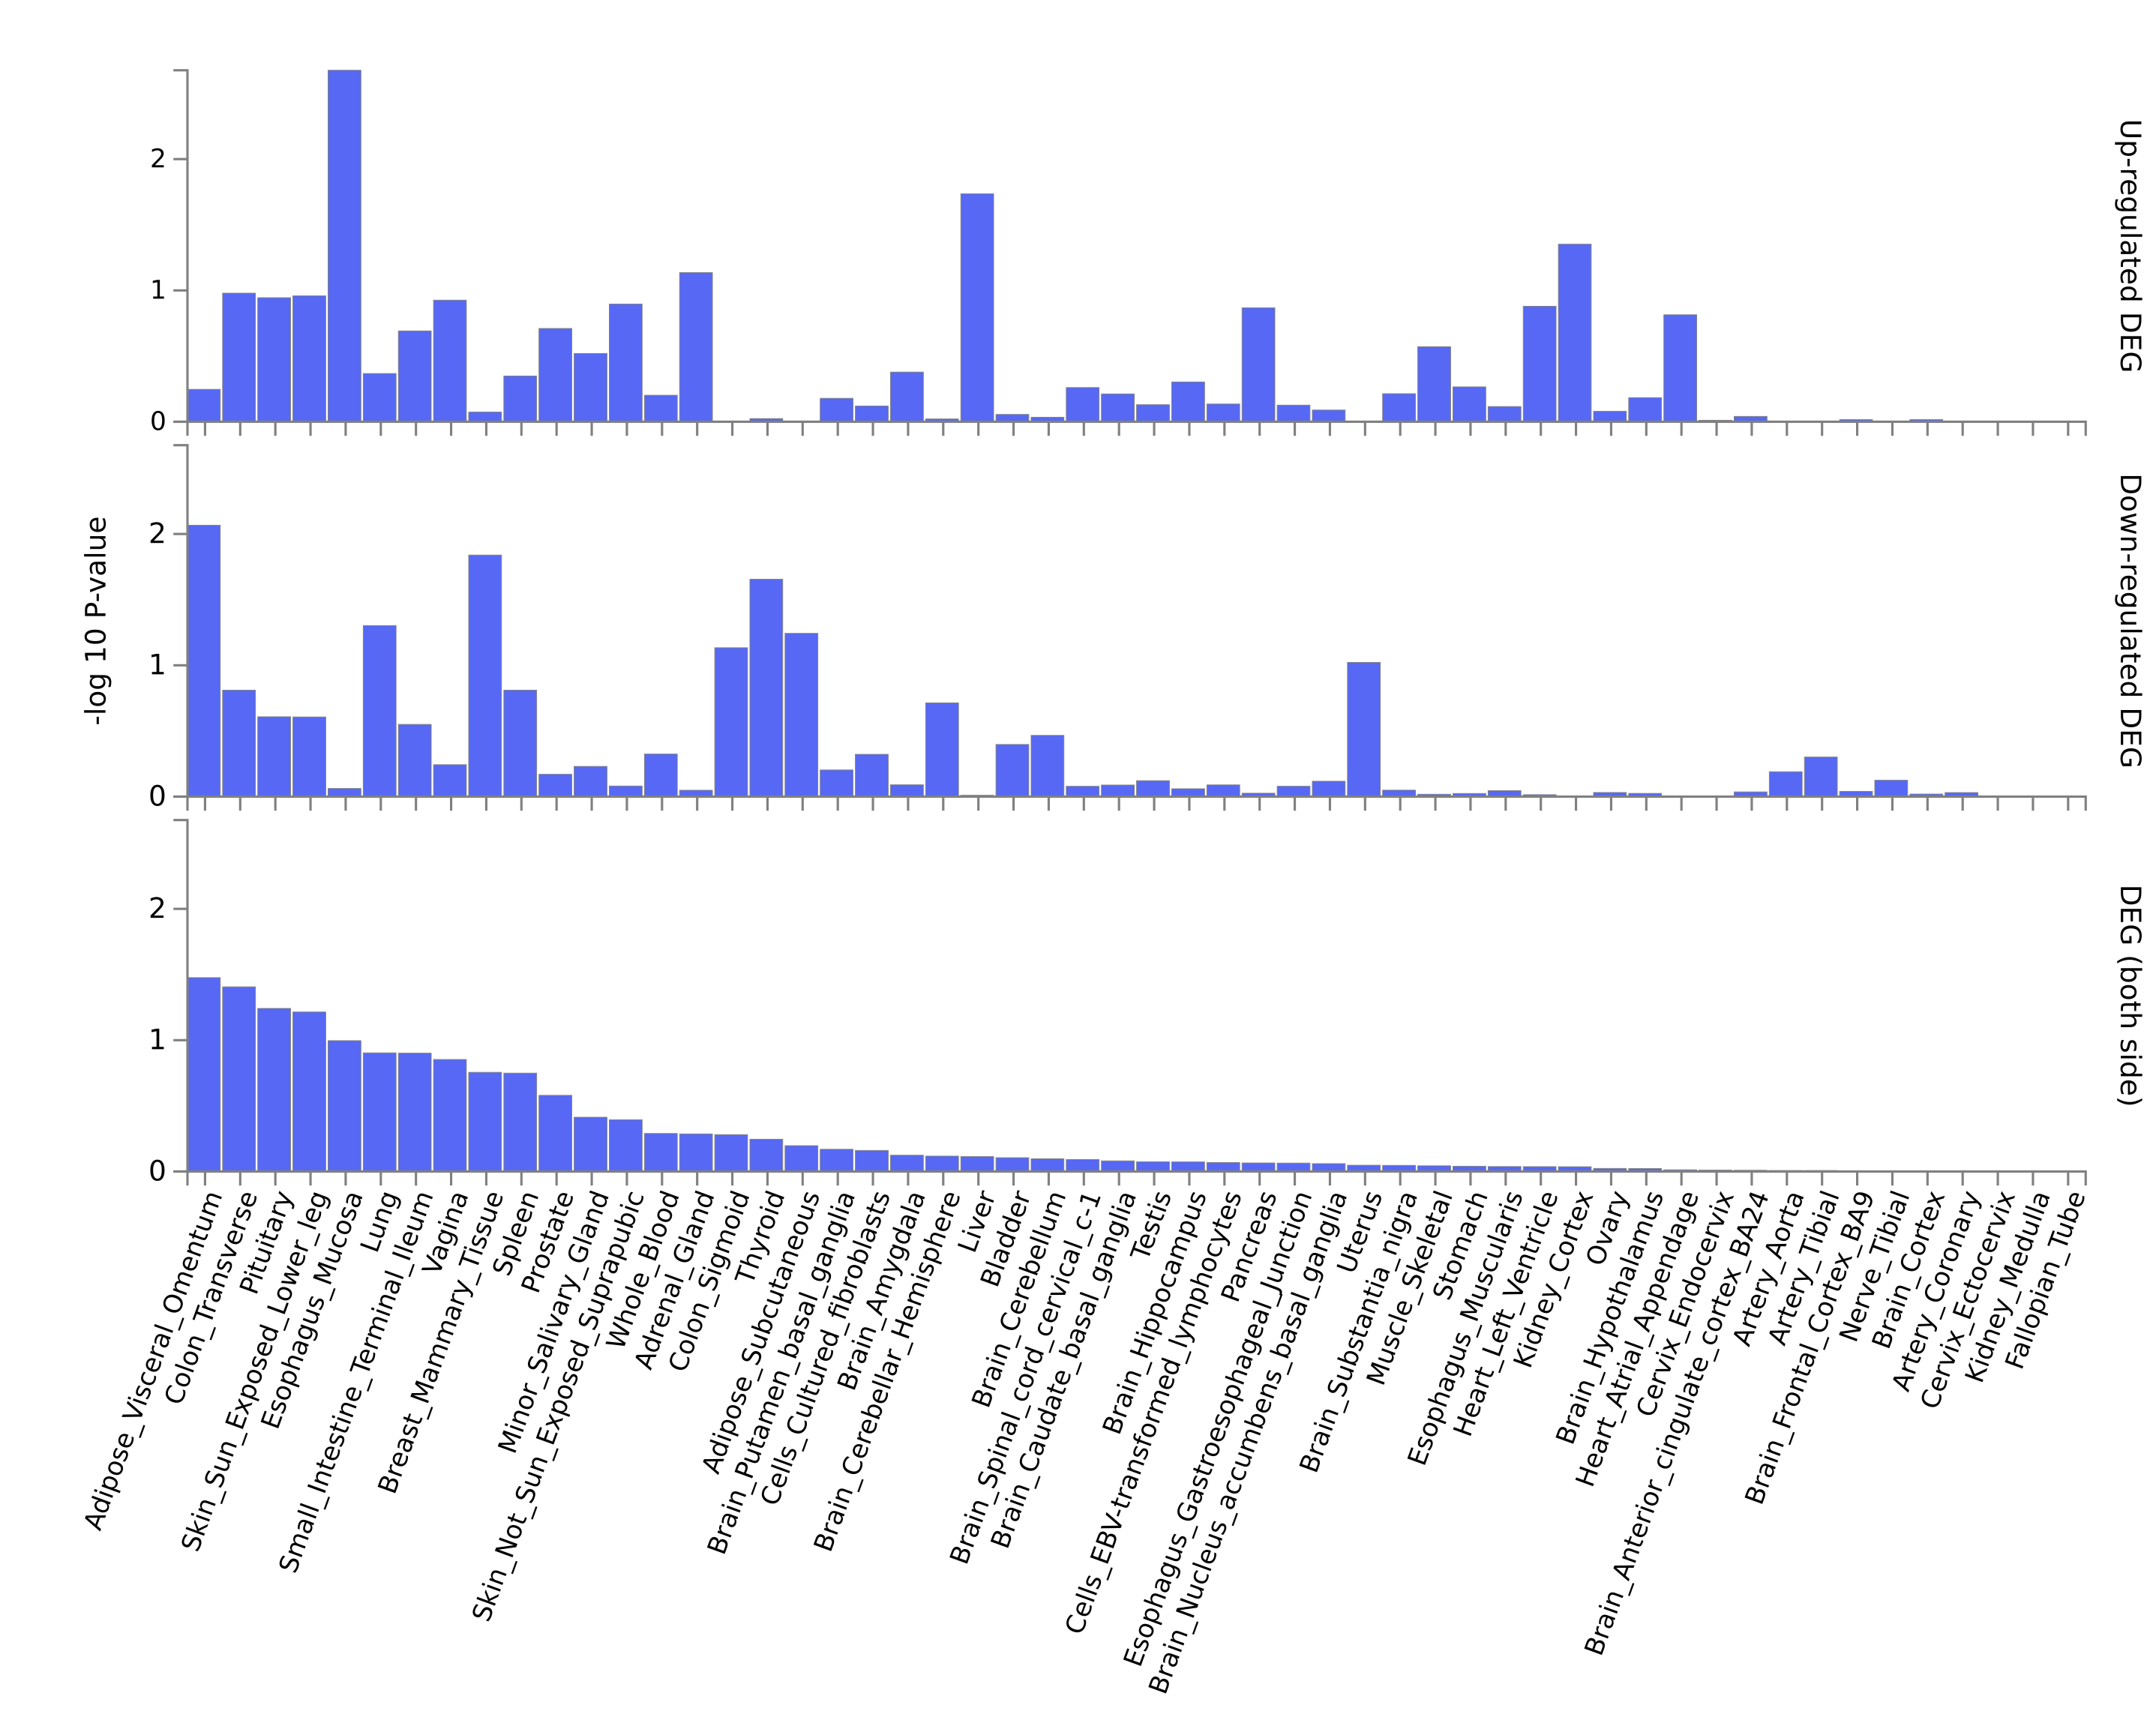 2
1
0
Up-regulated DEG
-log 10 P-value
2
1
0
Down-regulated DEG
2
1
0
DEG (both side)
Adipose_Visceral_Omentum
Colon_Transverse
Pituitary
Skin_Sun_Exposed_Lower_leg
Esophagus_Mucosa
Lung
Small_Intestine_Terminal_Ileum
Vagina
Breast_Mammary_Tissue
Spleen
Prostate
Minor_Salivary_Gland
Skin_Not_Sun_Exposed_Suprapubic
Whole_Blood
Adrenal_Gland
Colon_Sigmoid
Thyroid
Adipose_Subcutaneous
Brain_Putamen_basal_ganglia
Cells_Cultured_fibroblasts
Brain_Amygdala
Brain_Cerebellar_Hemisphere
Liver
Bladder
Brain_Cerebellum
Brain_Spinal_cord_cervical_c-1
Brain_Caudate_basal_ganglia
Testis
Brain_Hippocampus
Cells_EBV-transformed_lymphocytes
Pancreas
Esophagus_Gastroesophageal_Junction
Brain_Nucleus_accumbens_basal_ganglia
Uterus
Brain_Substantia_nigra
Muscle_Skeletal
Stomach
Esophagus_Muscularis
Heart_Left_Ventricle
Kidney_Cortex
Ovary
Brain_Hypothalamus
Heart_Atrial_Appendage
Cervix_Endocervix
Brain_Anterior_cingulate_cortex_BA24
Artery_Aorta
Artery_Tibial
Brain_Frontal_Cortex_BA9
Nerve_Tibial
Brain_Cortex
Artery_Coronary
Cervix_Ectocervix
Kidney_Medulla
Fallopian_Tube